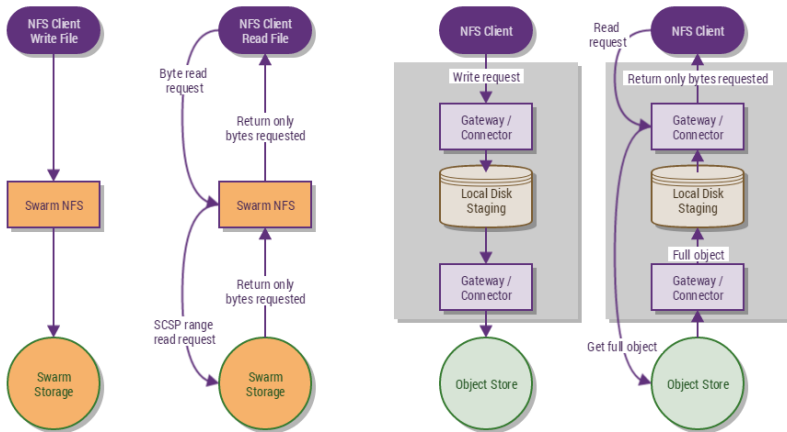 NFS Client
Write File
Swarm NFS
Swarm
Storage
NFS Client
Read File
Byte read
request
Return only
bytes requested
Swarm NFS
Return only
bytes requested
SCSP range
read request
Swarm
Storage
NFS Client
Write request
Gateway /
Connector
Local Disk
Staging
Gateway /
Connector
Object Store
Read
request
NFS Client
Return only bytes requested
Gateway /
Connector
Local Disk
Staging
Full object
Gateway /
Connector
Get full object
Object Store